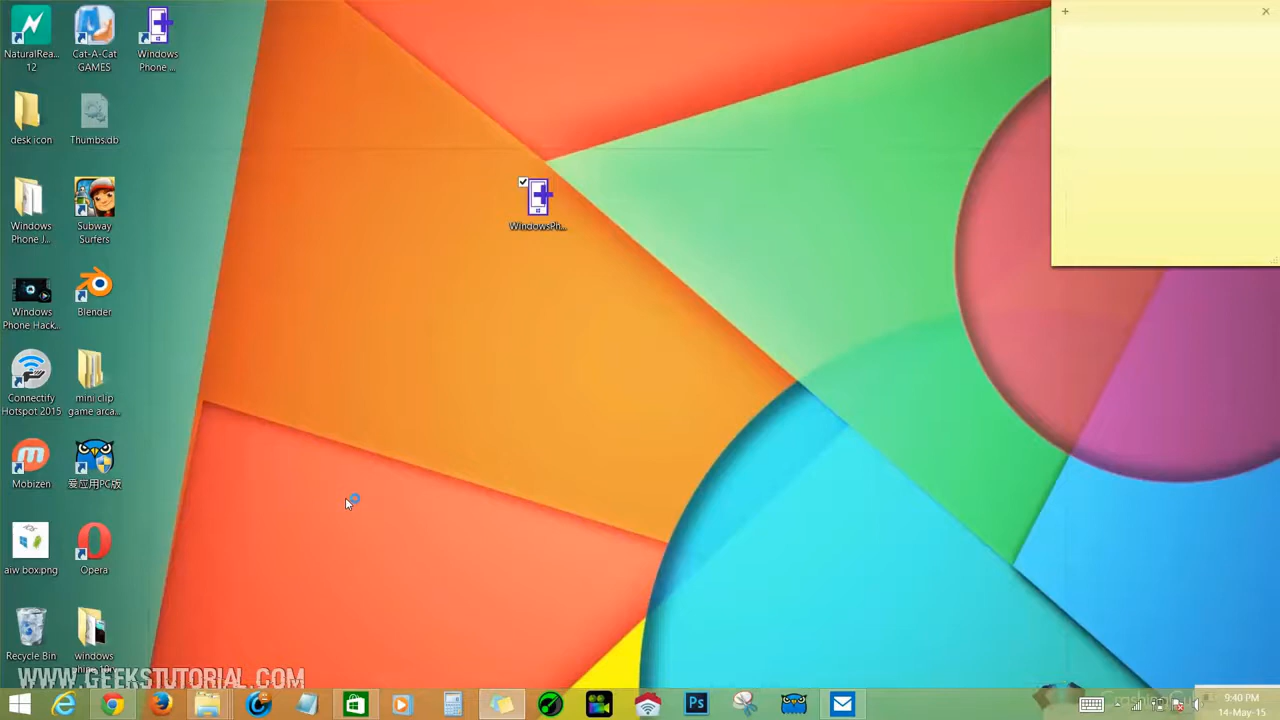 NaturalRea...
12
Cat-A-Cat
GAMES
Windows
Phone ...
desk icon
Thumbs.db
Windows
Phone J...
Subway
Surfers
WindowsPh...
Windows
Phone Hack...
Blender
Connectify
Hotspot 2015
mini clip
game arca...
Mobizen
爱应用PC版
aiw box.png
Opera
Recycle Bin
windows
WWW.GEEKSTUTORIAL.COM
Ps
9:40 PM
14-May-15